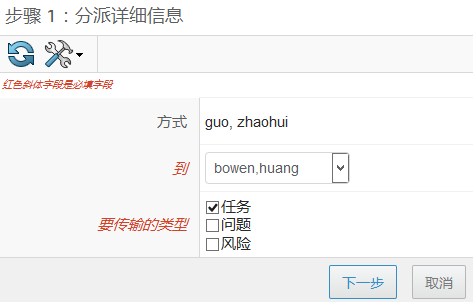 步骤 1：分派详细信息
红色斜体字段是必填字段
方式 guo, zhaohui
到 bowen,huang
要传输的类型 任务
问题
风险
下一步 取消